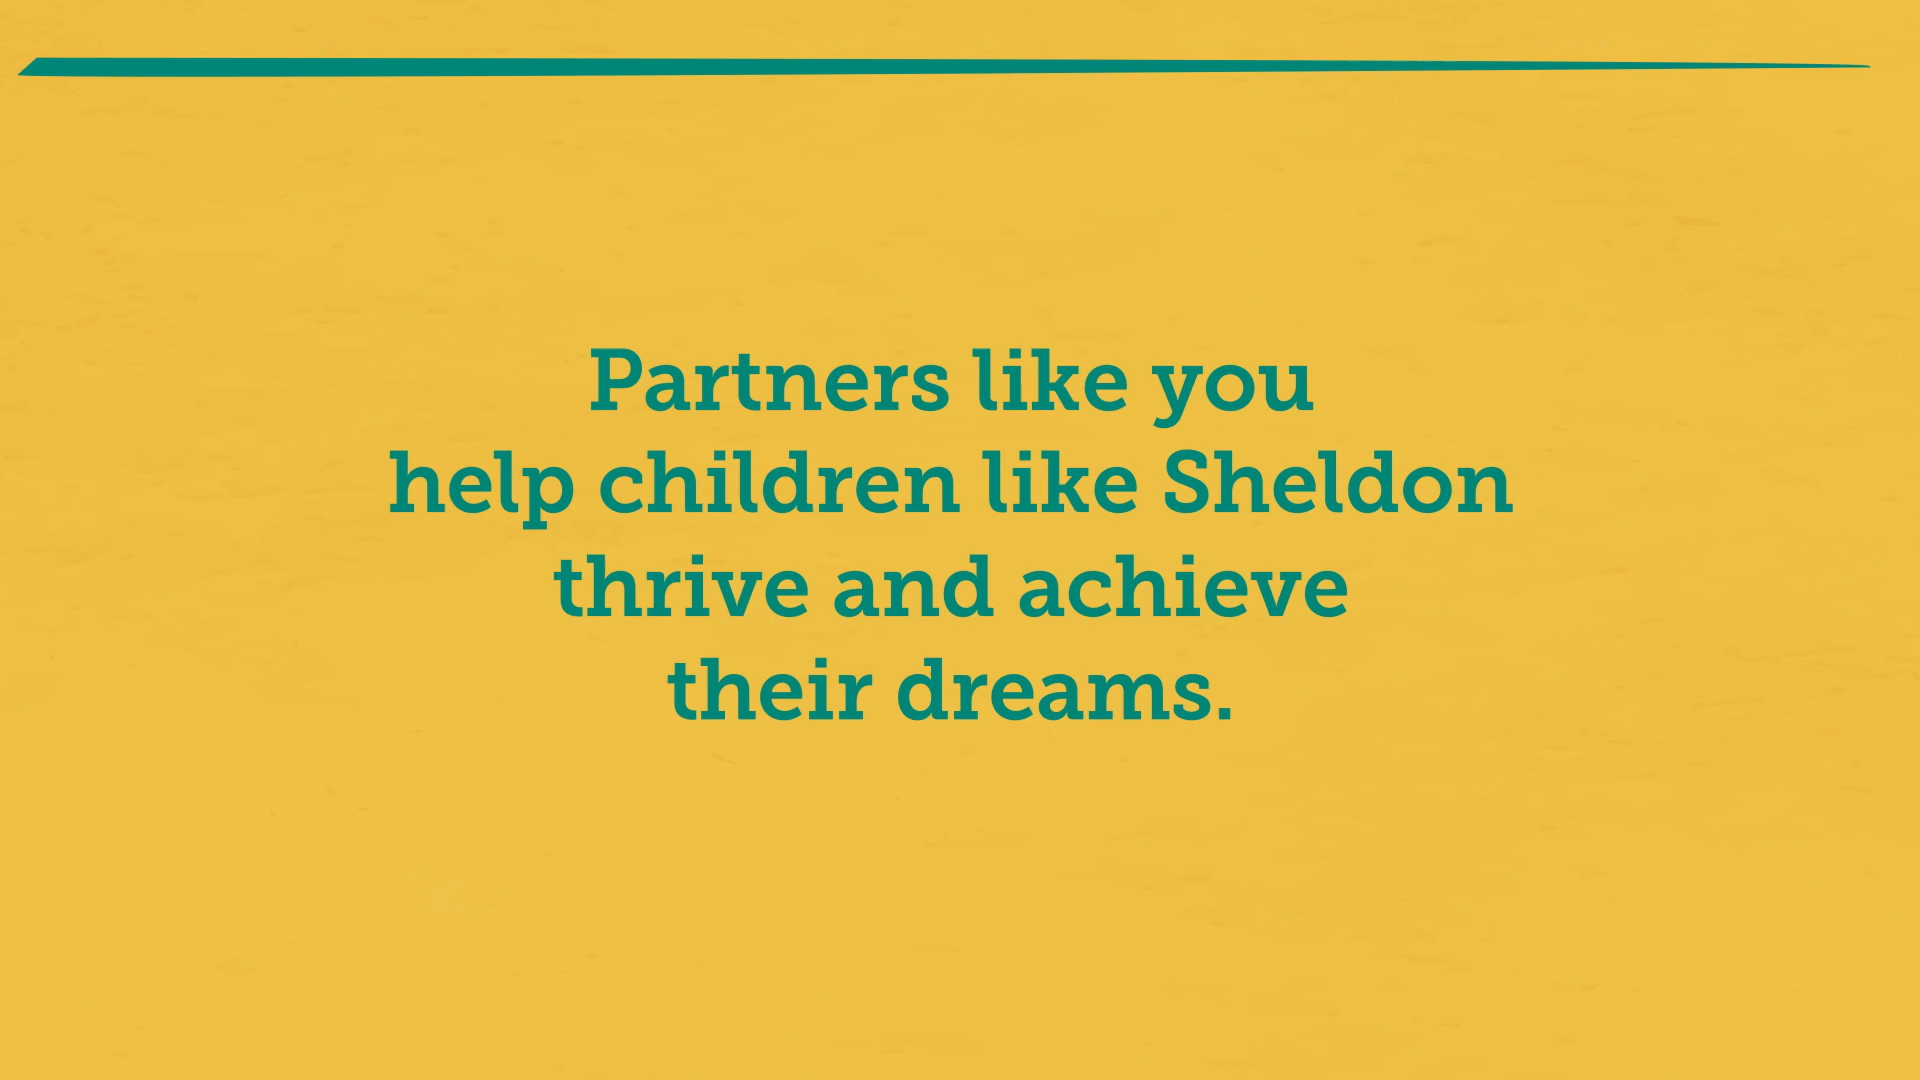 Partners like you
help children like Sheldon
thrive and achieve
their dreams.